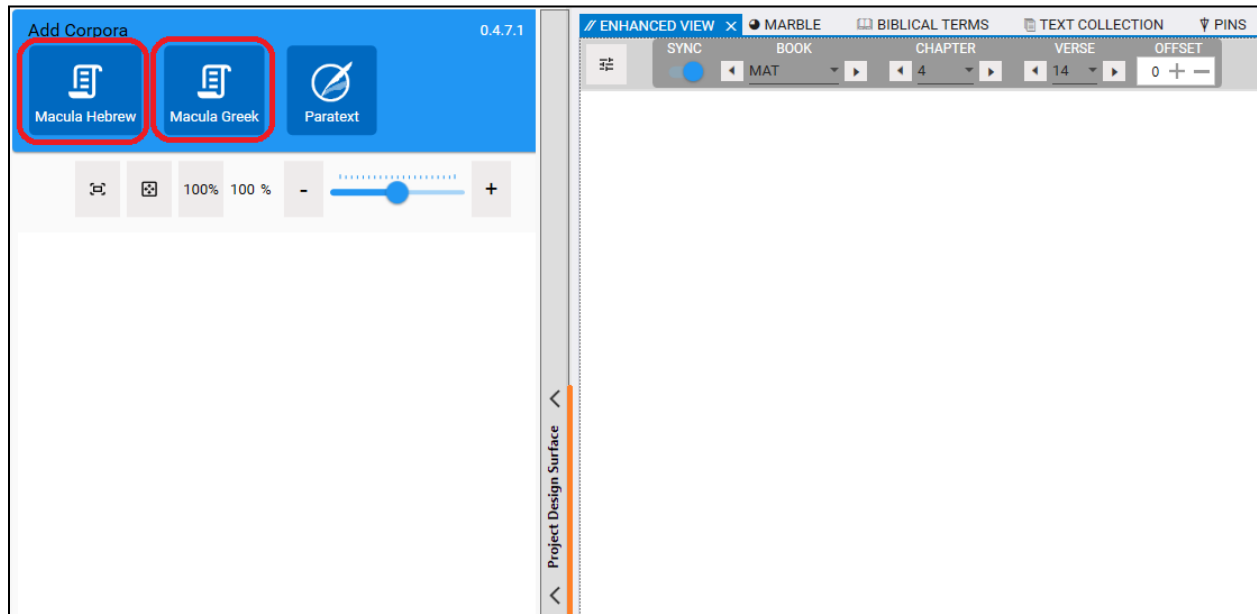 Add Corpora 0.4.7.1
Macula Hebrew Macula Greek Paratext
100% 100 % - +
Project Design Surface
ENHANCED VIEW MARBLE BIBLICAL TERMS TEXT COLLECTION PINS
SYNC BOOK CHAPTER VERSE OFFSET
MAT 4 14 0 + —